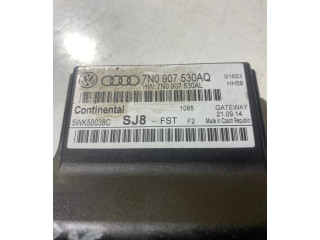 7N0 907 530AQ
HW: 7N0 907 530AL
S1653
HH58
Continental
1085
GATEWAY
21.09.14
5WK50038C
SJ8 - FST F2
Made in Czech Republic